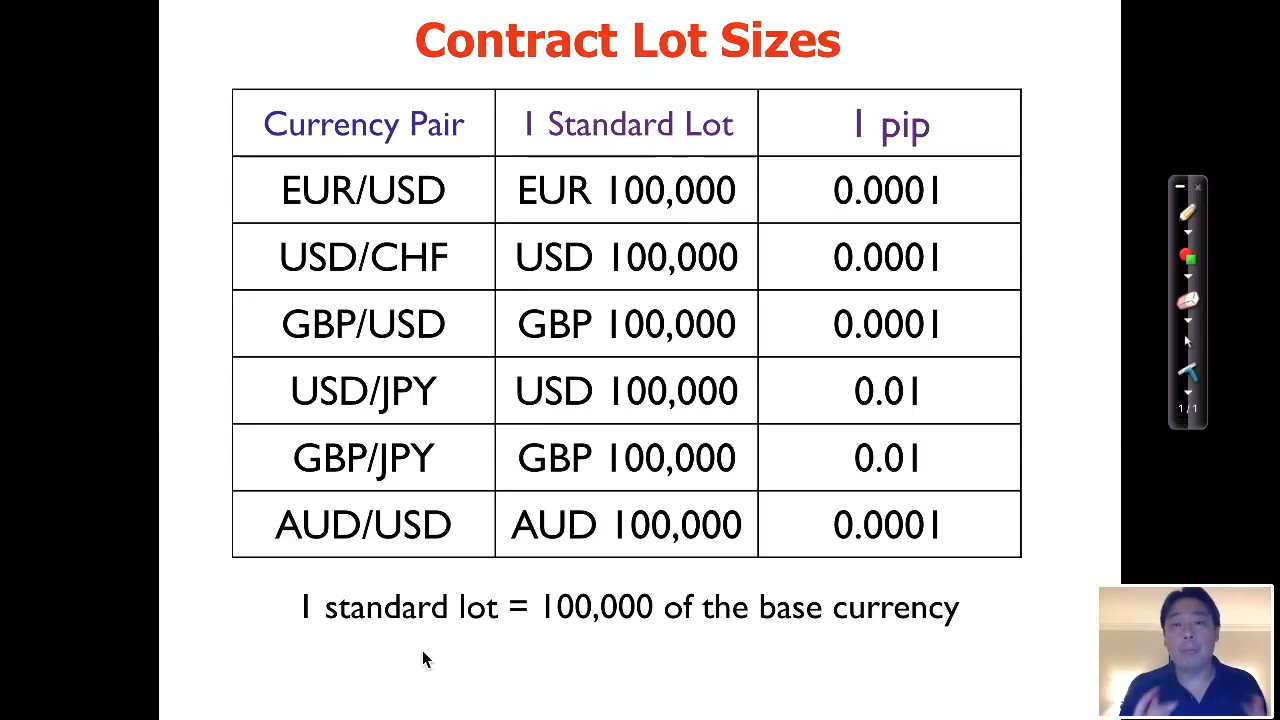 Contract Lot Sizes
Currency Pair 1 Standard Lot 1 pip
EUR/USD EUR 100,000 0.0001
USD/CHF USD 100,000 0.0001
GBP/USD GBP 100,000 0.0001
USD/JPY USD 100,000 0.01
GBP/JPY GBP 100,000 0.01
AUD/USD AUD 100,000 0.0001
1 standard lot = 100,000 of the base currency
1/1